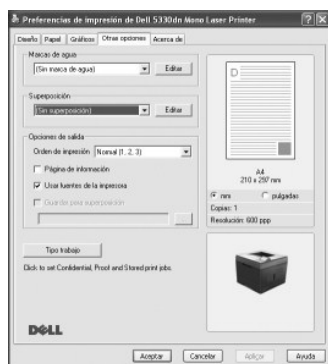 Preferencias de impresión de Dell 5330dn Mono Laser Printer
Diseño Papel Gráficos Otras opciones Acerca de
Marcas de agua
(Sin marca de agua) Editar
Superposición
(Sin superposición) Editar
Opciones de salida
Orden de impresión Normal (1, 2, 3)
Página de información
Usar fuentes de la impresora
Guardar para superposición
Tipo trabajo
Click to set Confidential, Proof and Stored print jobs.
D
A4
210 x 297 mm
mm pulgadas
Copias: 1
Resolución: 600 ppp
DELL
Aceptar Cancelar Aplicar Ayuda